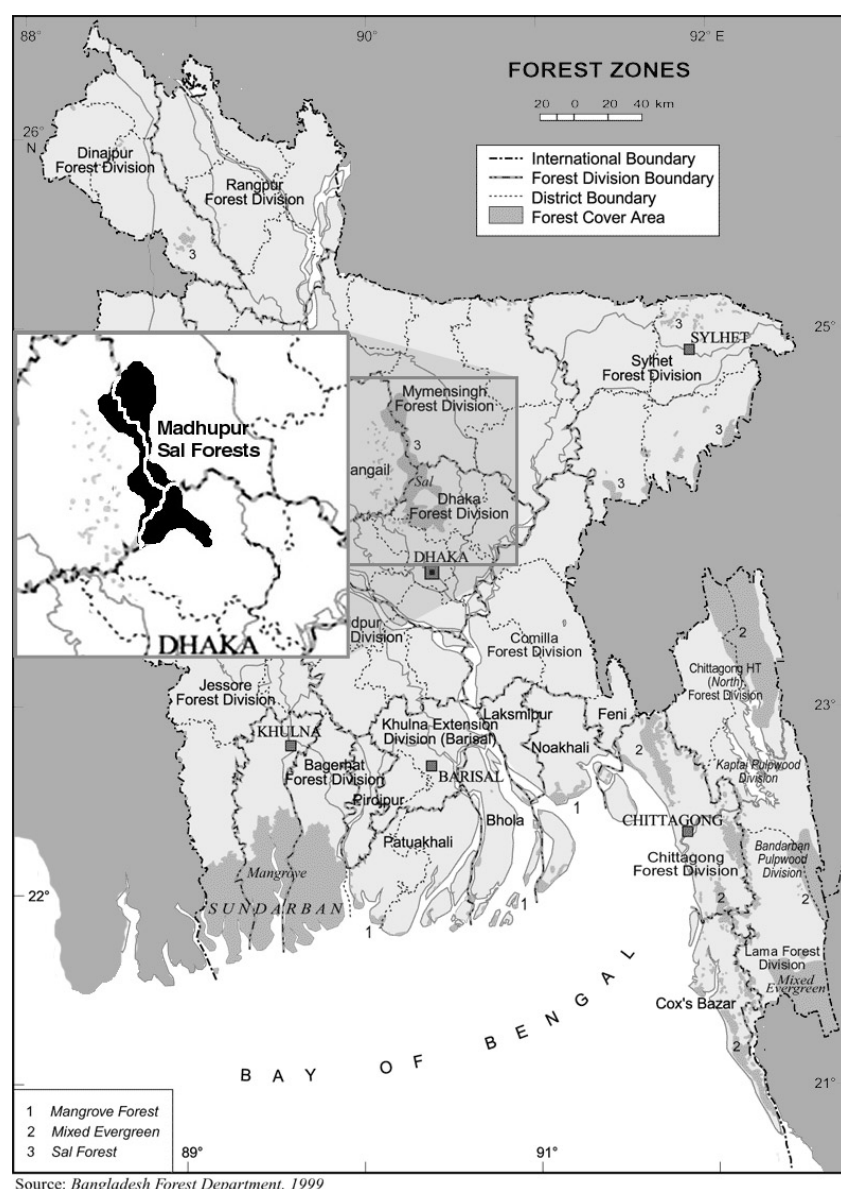 88°
90°
92° E
FOREST ZONES
20 0 20 40 km
26°
N
International Boundary
Forest Division Boundary
District Boundary
Forest Cover Area
Dinajpur
Forest Division
Rangpur
Forest Division
3
25°
3
SYLHET
Sylhet
Forest Division
3
3
Mymensingh
Forest Division
3
angail
Sal
Dhaka
Forest Division
DHAKA
Madhupur
Sal Forests
DHAKA
dpur
Division
Comilla
Forest Division
2
Chittagong HT
(North)
Forest Division
Jessore
Forest Division
23°
KHULNA
Khulna Extension
Division (Barisal)
Laksmipur
Feni
Noakhali
2
Kaptai Pulpwood
Division
Bagerhat
Forest Division
BARISAL
Pirojpur
1
Bhola
CHITTAGONG
Patuakhali
Chittagong
Forest Division
Bandarban
Pulpwood
Division
22°
22°
Mangrove
SUNDARBAN
1
1
2
2
Lama Forest
Division
Mixed
Evergreen
Cox's Bazar
2
BAY OF BENGAL
21°
1 Mangrove Forest
2 Mixed Evergreen
3 Sal Forest
89°
91°
Source: Bangladesh Forest Department, 1999